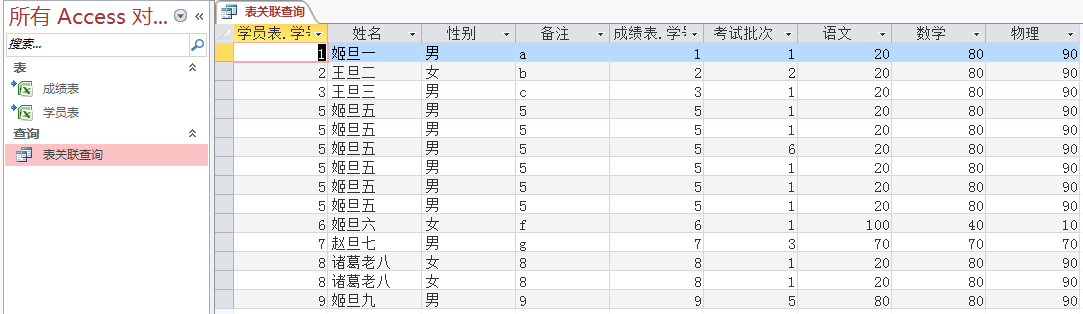 所有 Access 对... «
搜索...
表
成绩表
学员表
查询
表关联查询
表关联查询
学员表.学号 姓名 性别 备注 成绩表.学号 考试批次 语文 数学 物理
1 姬旦一 男 a 1 1 20 80 90
2 王旦二 女 b 2 2 20 80 90
3 王旦三 男 c 3 1 20 80 90
5 姬旦五 男 5 5 1 20 80 90
5 姬旦五 男 5 5 1 20 80 90
5 姬旦五 男 5 5 6 20 80 90
5 姬旦五 男 5 5 1 20 80 90
5 姬旦五 男 5 5 1 20 80 90
5 姬旦五 男 5 5 1 20 80 90
6 姬旦六 女 f 6 1 100 40 10
7 赵旦七 男 g 7 3 70 70 70
8 诸葛老八 女 8 8 1 20 80 90
8 诸葛老八 女 8 8 1 20 80 90
9 姬旦九 男 9 9 5 80 80 90